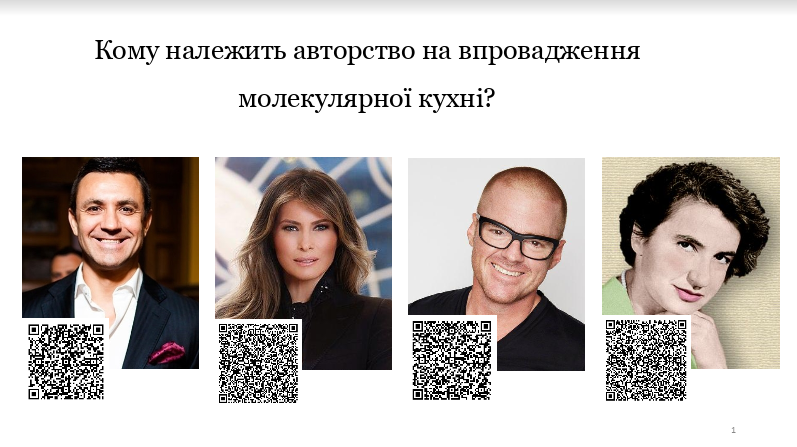 Кому належить авторство на впровадження
молекулярної кухні?
1